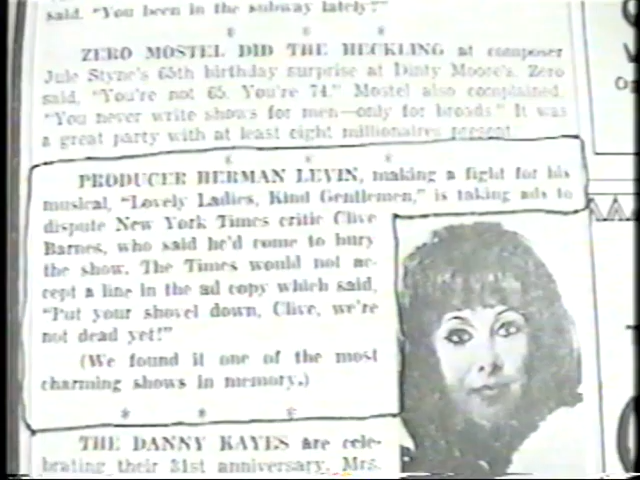 said. "You been in the subway lately?"
* * *
ZERO MOSTEL DID THE HECKLING at composer
Jule Styne's 65th birthday surprise at Dinty Moore's. Zero
said, "You're not 65. You're 74." Mostel also complained,
"You never write shows for men—only for broads" It was
a great party with at least eight millionaires present
* * *
PRODUCER HERMAN LEVIN, making a fight for his
musical, "Lovely Ladies, Kind Gentlemen," is taking ads to
dispute New York Times critic Clive
Barnes, who said he'd come to bury
the show. The Times would not ac-
cept a line in the ad copy which said,
"Put your shovel down, Clive, we're
not dead yet!"
(We found it one of the most
charming shows in memory.)
* * *
THE DANNY KAYES are cele-
brating their 31st anniversary. Mrs.